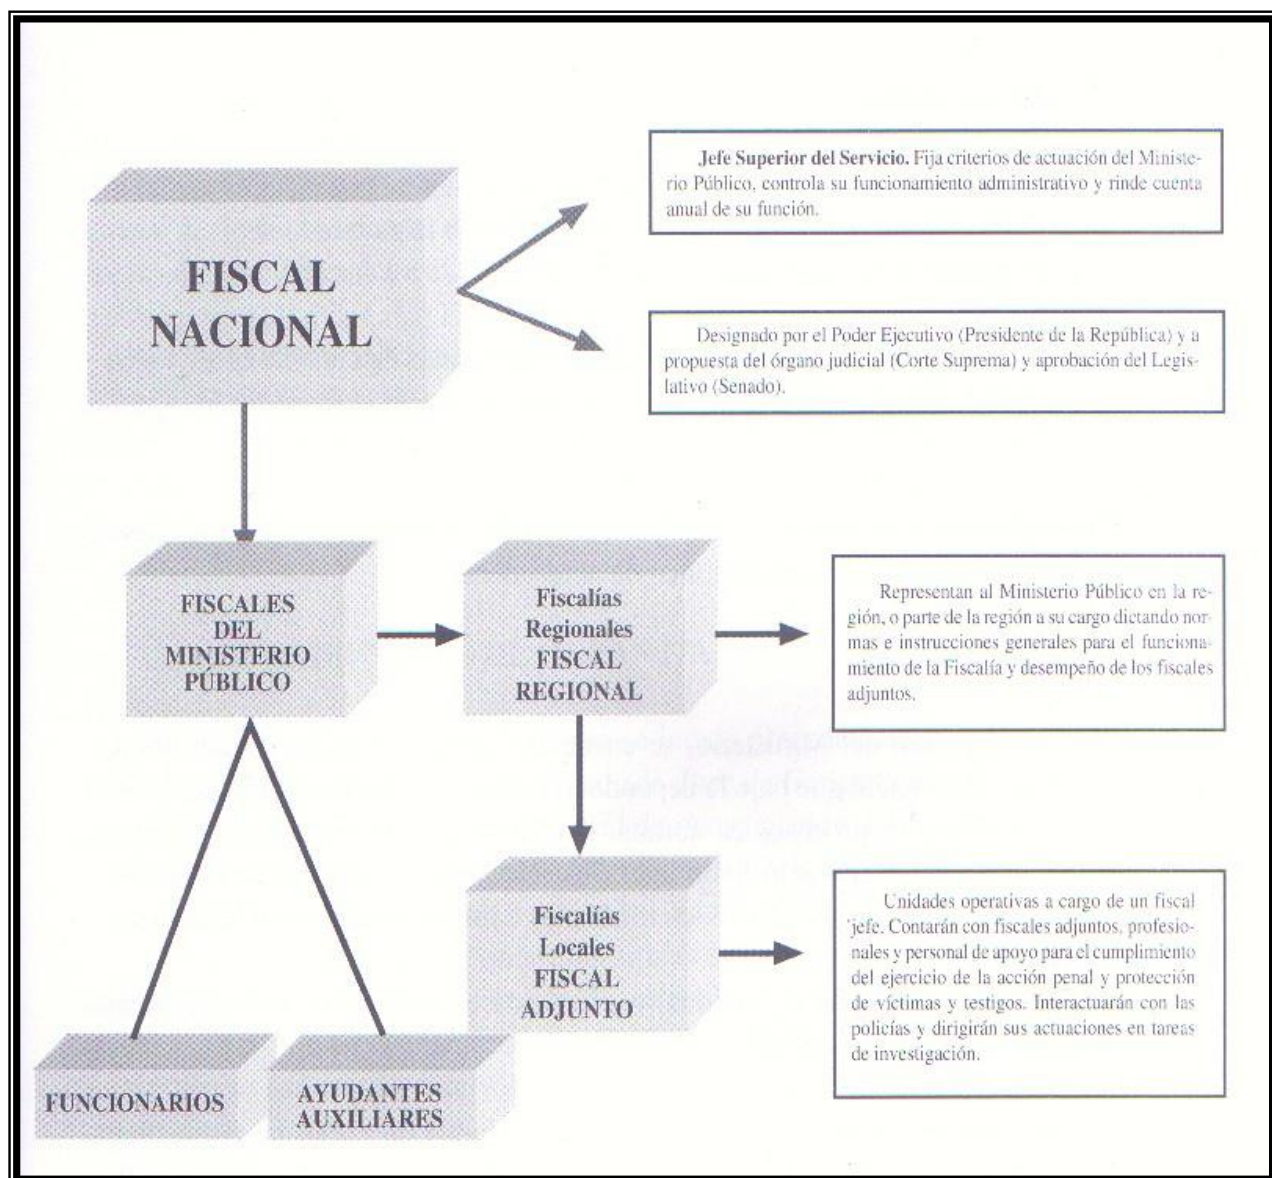 Jefe Superior del Servicio. Fija criterios de actuación del Ministe-
rio Público, controla su funcionamiento administrativo y rinde cuenta
anual de su función.
FISCAL
NACIONAL
Designado por el Poder Ejecutivo (Presidente de la República) y a
propuesta del órgano judicial (Corte Suprema) y aprobación del Legis-
lativo (Senado).
FISCALES
DEL
MINISTERIO
PÚBLICO
Fiscalías
Regionales
FISCAL
REGIONAL
Representan al Ministerio Público en la re-
gión, o parte de la región a su cargo dictando nor-
mas e instrucciones generales para el funciona-
miento de la Fiscalía y desempeño de los fiscales
adjuntos.
Fiscalías
Locales
FISCAL
ADJUNTO
Unidades operativas a cargo de un fiscal
jefe. Contarán con fiscales adjuntos, profesio-
nales y personal de apoyo para el cumplimiento
del ejercicio de la acción penal y protección
de víctimas y testigos. Interactuarán con las
policías y dirigirán sus actuaciones en tareas
de investigación.
FUNCIONARIOS
AYUDANTES
AUXILIARES